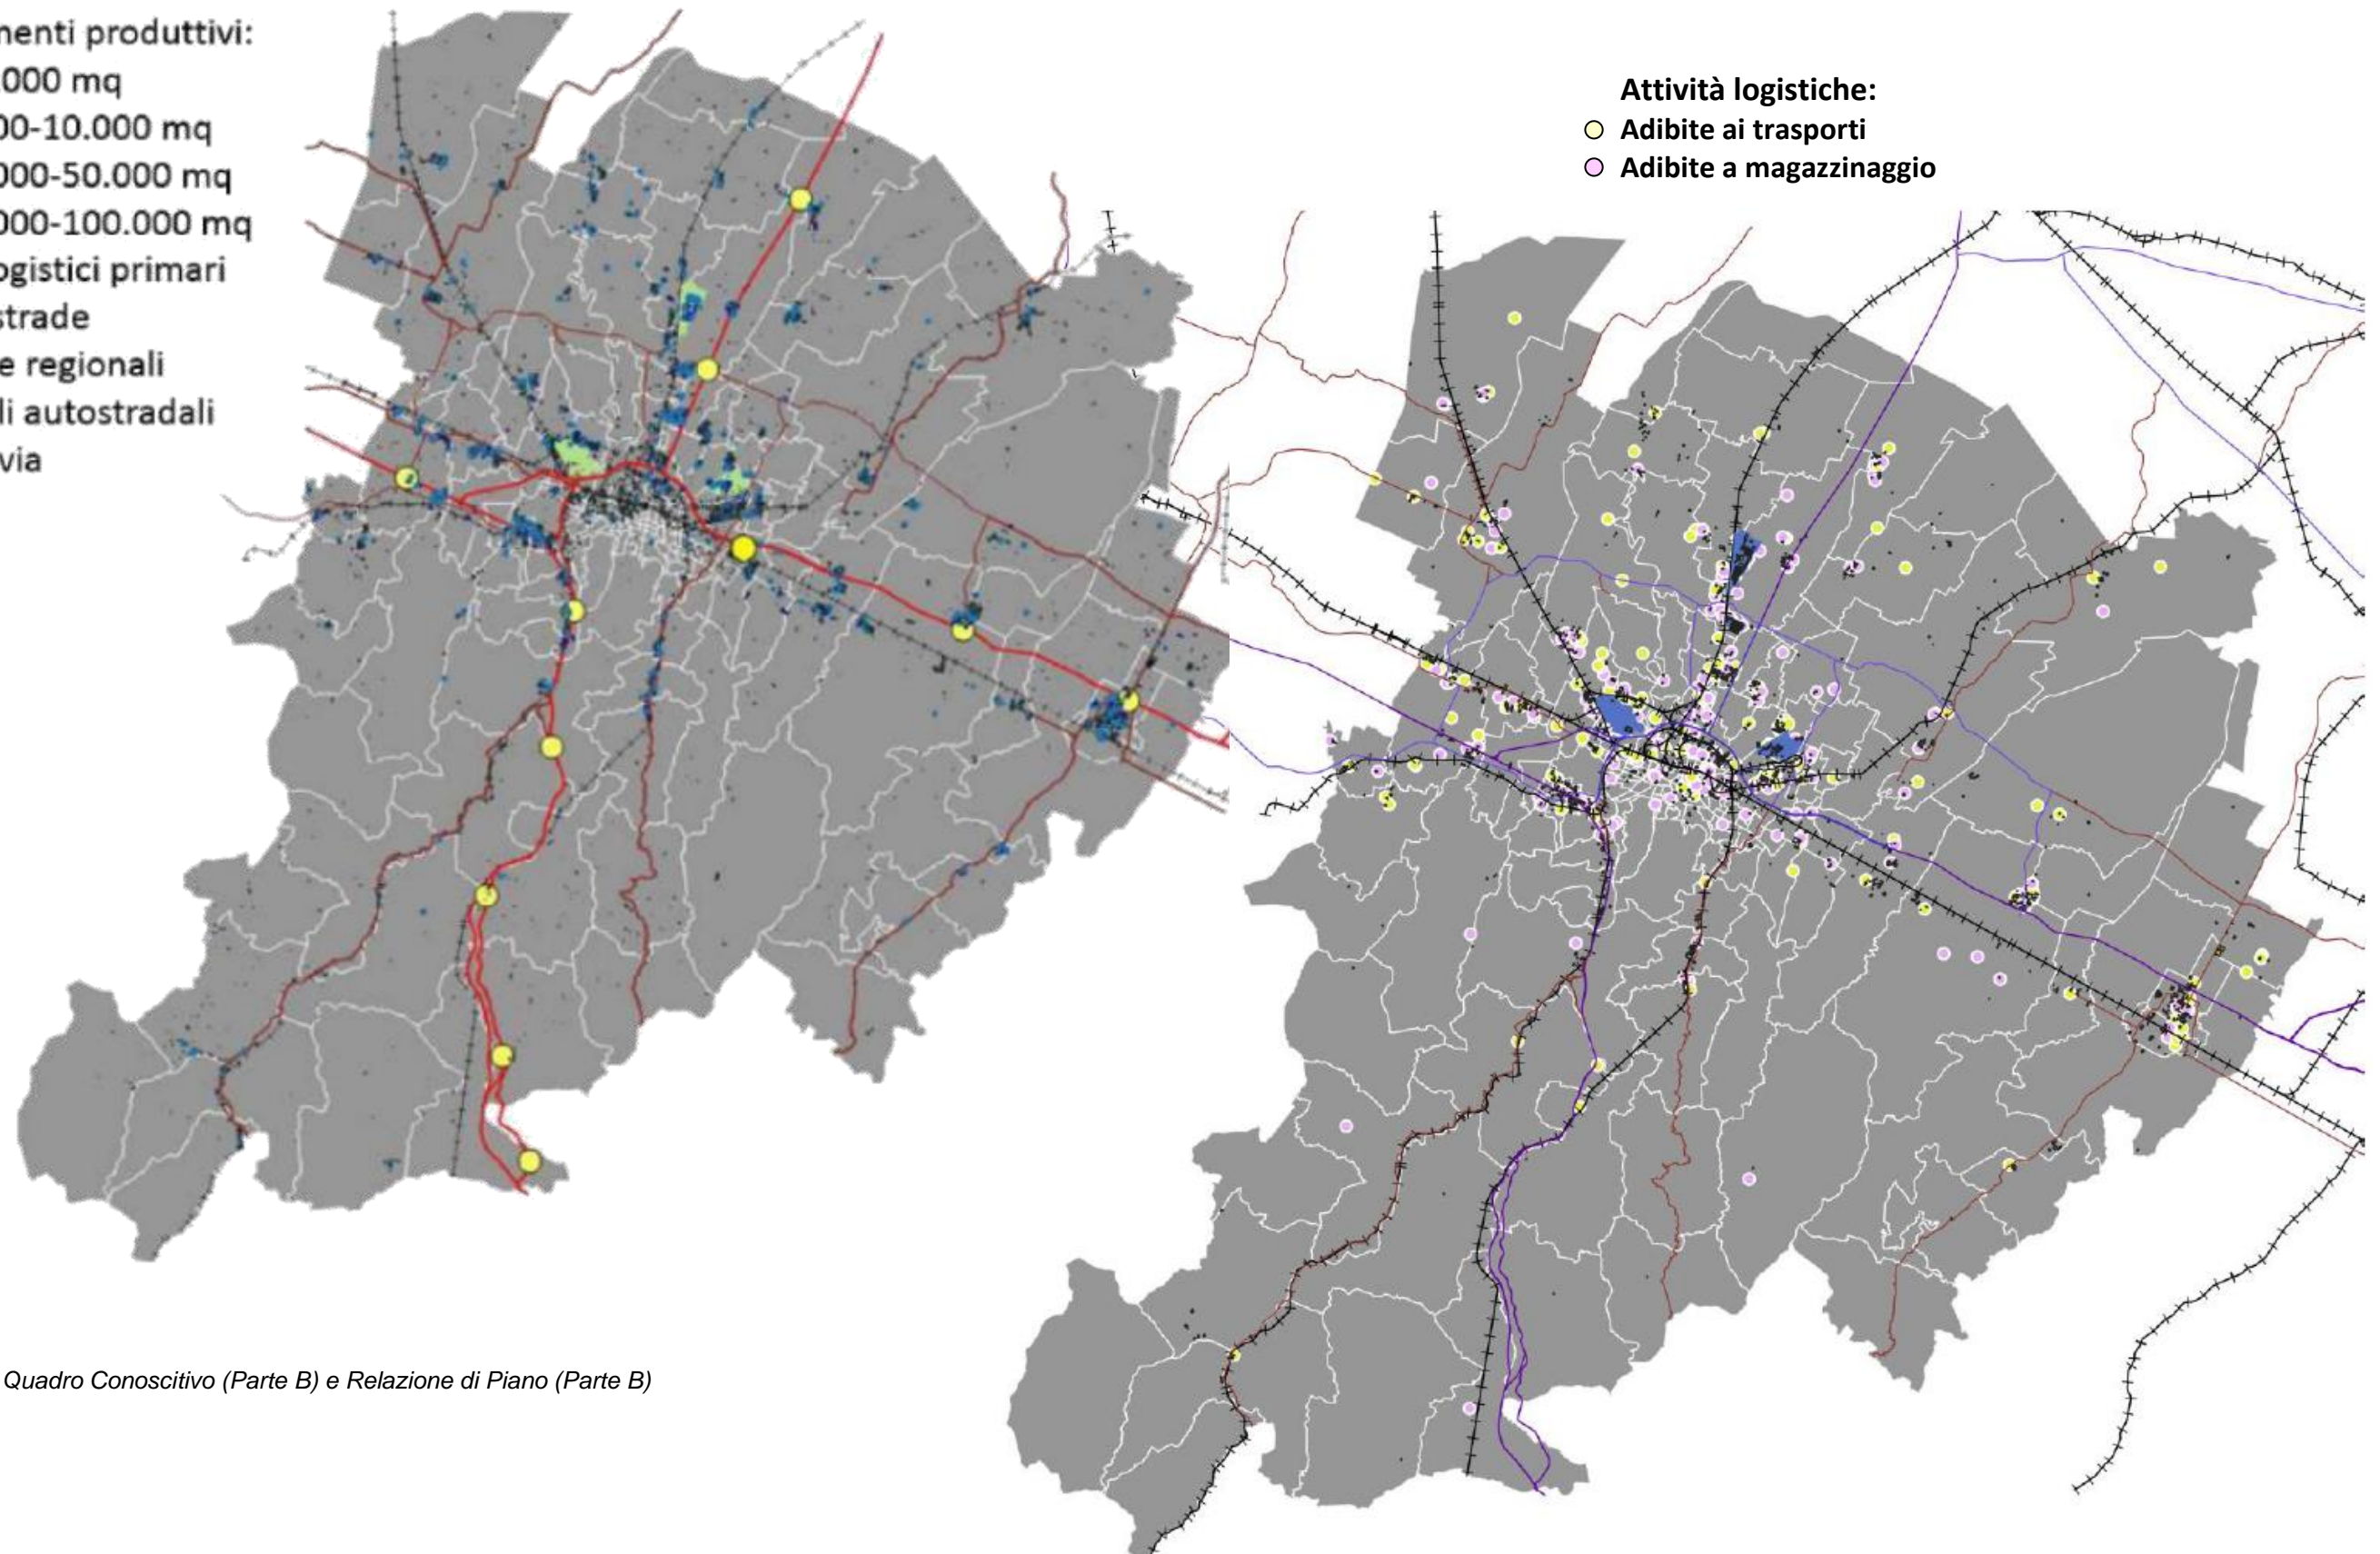 menti produttivi:
000 mq
00-10.000 mq
000-50.000 mq
000-100.000 mq
ogistici primari
strade
e regionali
li autostradali
via
Attività logistiche:
Adibite ai trasporti
Adibite a magazzinaggio
Quadro Conoscitivo (Parte B) e Relazione di Piano (Parte B)